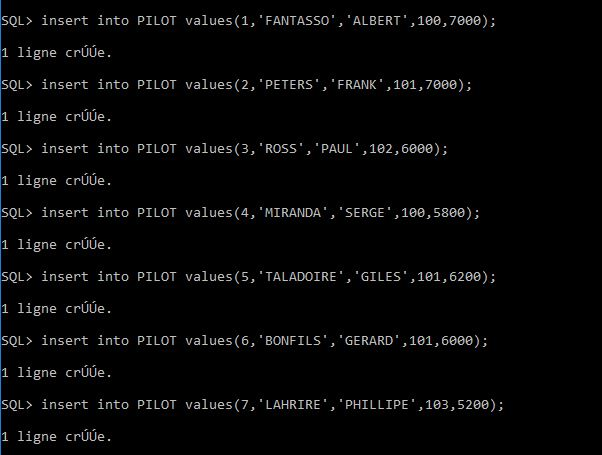 SQL> insert into PILOT values(1,'FANTASSO','ALBERT',100,7000);
1 ligne crÚÚe.
SQL> insert into PILOT values(2,'PETERS','FRANK',101,7000);
1 ligne crÚÚe.
SQL> insert into PILOT values(3,'ROSS','PAUL',102,6000);
1 ligne crÚÚe.
SQL> insert into PILOT values(4,'MIRANDA','SERGE',100,5800);
1 ligne crÚÚe.
SQL> insert into PILOT values(5,'TALADOIRE','GILES',101,6200);
1 ligne crÚÚe.
SQL> insert into PILOT values(6,'BONFILS','GERARD',101,6000);
1 ligne crÚÚe.
SQL> insert into PILOT values(7,'LAHRIRE','PHILLIPE',103,5200);
1 ligne crÚÚe.